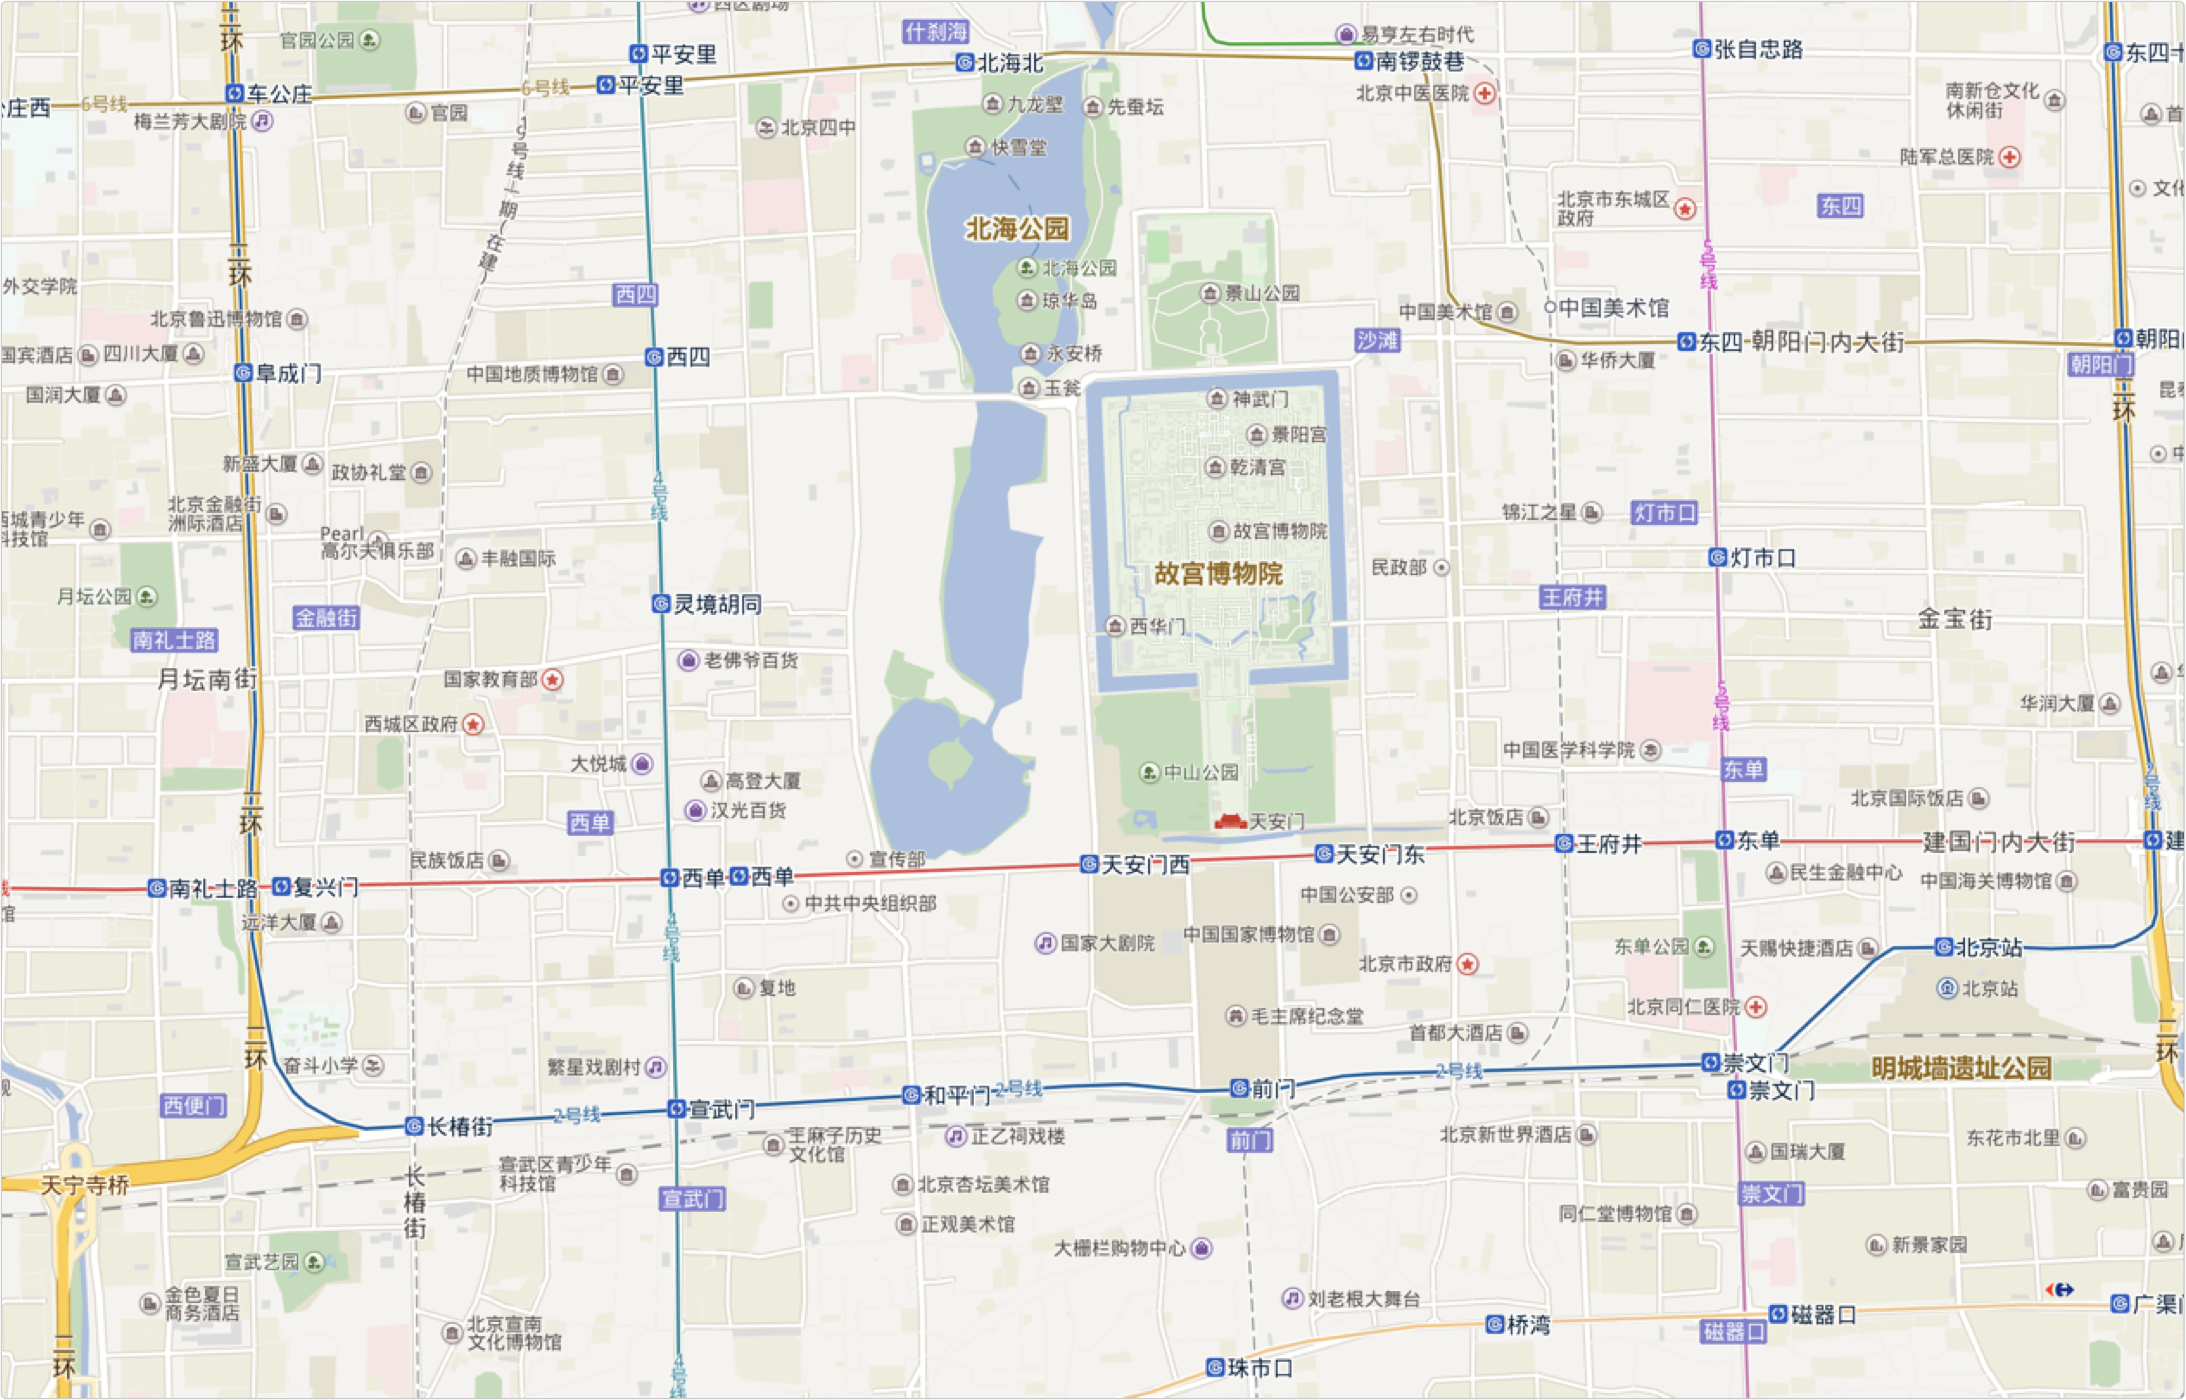 西区剧场
什刹海
易亨左右时代
官园公园
二环
平安里
北海北
南锣鼓巷
张自忠路
东四十
车公庄
6号线
6号线
平安里
庄西
梅兰芳大剧院
官园
九龙壁
先蚕坛
北京中医医院
南新仓文化
休闲街
首
北京四中
快雪堂
陆军总医院
19号线一期(在建)
文化
北京市东城区
政府
东四
北海公园
二环
5号线
外交学院
西四
北海公园
琼华岛
景山公园
中国美术馆
中国美术馆
北京鲁迅博物馆
国宾酒店
四川大厦
西四
永安桥
沙滩
东四
朝阳门内大街
朝阳
朝阳门
华侨大厦
阜成门
中国地质博物馆
国润大厦
玉瓮
神武门
昆泰
二环
景阳宫
新盛大厦
政协礼堂
乾清宫
中
4号线
北京金融街
洲际酒店
西城青少年
科技馆
Pearl
高尔夫俱乐部
丰融国际
故宫博物院
锦江之星
灯市口
故宫博物院
民政部
灯市口
月坛公园
金融街
灵境胡同
王府井
金宝街
南礼士路
西华门
月坛南街
国家教育部
老佛爷百货
5号线
华润大厦
西城区政府
大悦城
高登大厦
中山公园
中国医学科学院
东单
2号线
汉光百货
西单
二环
天安门
北京饭店
北京国际饭店
民族饭店
宣传部
天安门西
天安门东
王府井
东单
建国门内大街
建
南礼士路
复兴门
西单
西单
线
馆
中共中央组织部
中国公安部
民生金融中心
中国海关博物馆
远洋大厦
4号线
国家大剧院
中国国家博物馆
北京市政府
东单公园
天赐快捷酒店
北京站
复地
北京站
毛主席纪念堂
北京同仁医院
首都大酒店
二环
二环
奋斗小学
繁星戏剧村
2号线
崇文门
明城墙遗址公园
观
西便门
2号线
宣武门
和平门
2号线
前门
崇文门
长椿街
王麻子历史
文化馆
正乙祠戏楼
前门
北京新世界酒店
国瑞大厦
东花市北里
天宁寺桥
长椿街
宣武区青少年
科技馆
宣武门
北京杏坛美术馆
崇文门
富贵园
正观美术馆
同仁堂博物馆
宣武艺园
大栅栏购物中心
新景家园
金色夏日
商务酒店
刘老根大舞台
北京宣南
文化博物馆
桥湾
磁器口
磁器口
广渠门
二环
4号线
珠市口